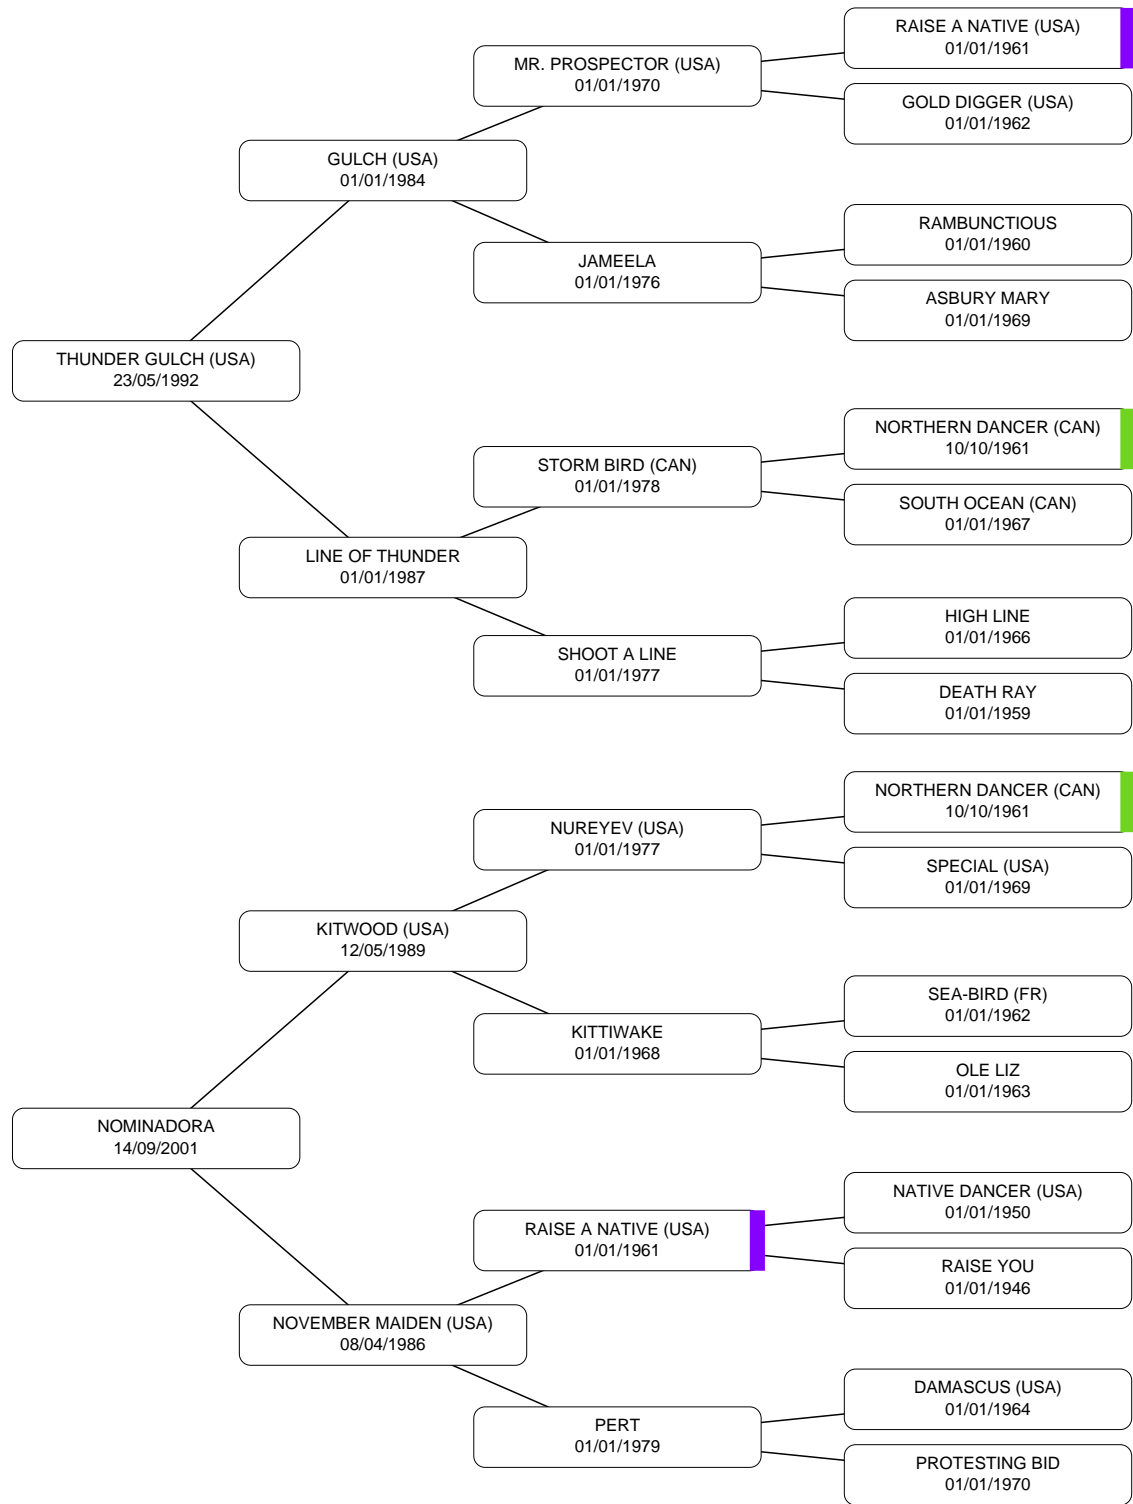 RAISE A NATIVE (USA)
01/01/1961
MR. PROSPECTOR (USA)
01/01/1970
GOLD DIGGER (USA)
01/01/1962
GULCH (USA)
01/01/1984
RAMBUNCTIOUS
01/01/1960
JAMEELA
01/01/1976
ASBURY MARY
01/01/1969
THUNDER GULCH (USA)
23/05/1992
NORTHERN DANCER (CAN)
10/10/1961
STORM BIRD (CAN)
01/01/1978
SOUTH OCEAN (CAN)
01/01/1967
LINE OF THUNDER
01/01/1987
HIGH LINE
01/01/1966
SHOOT A LINE
01/01/1977
DEATH RAY
01/01/1959
NORTHERN DANCER (CAN)
10/10/1961
NUREYEV (USA)
01/01/1977
SPECIAL (USA)
01/01/1969
KITWOOD (USA)
12/05/1989
SEA-BIRD (FR)
01/01/1962
KITTIWAKE
01/01/1968
OLE LIZ
01/01/1963
NOMINADORA
14/09/2001
NATIVE DANCER (USA)
01/01/1950
RAISE A NATIVE (USA)
01/01/1961
RAISE YOU
01/01/1946
NOVEMBER MAIDEN (USA)
08/04/1986
DAMASCUS (USA)
01/01/1964
PERT
01/01/1979
PROTESTING BID
01/01/1970